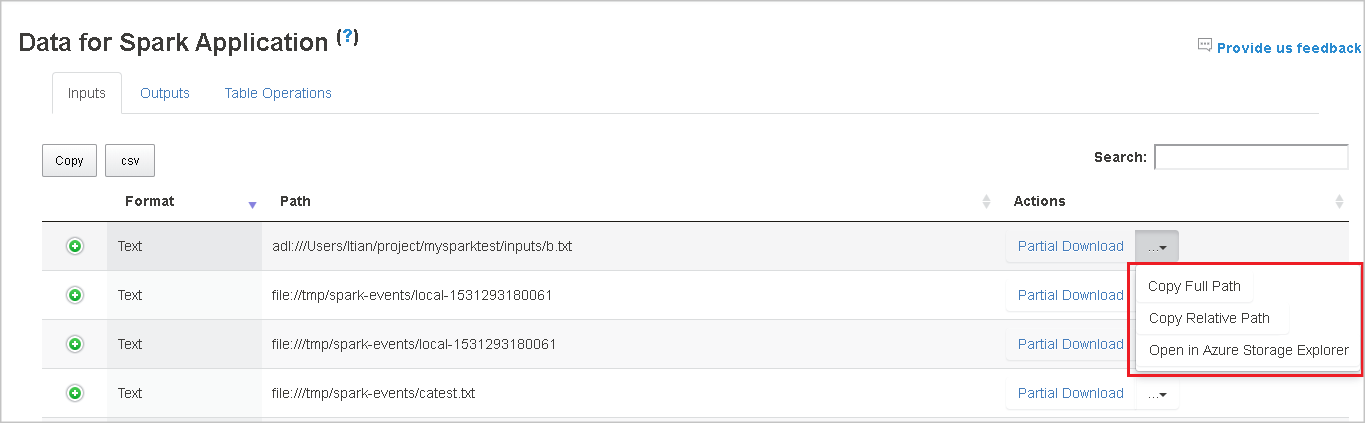 Data for Spark Application (?)
Provide us feedback
Inputs Outputs Table Operations
Copy csv Search:
Format Path Actions
Text adl:///Users/ltian/project/mysparktest/inputs/b.txt Partial Download ...
Copy Full Path
Text file://tmp/spark-events/local-1531293180061 Partial Download
Copy Relative Path
Text file:///tmp/spark-events/local-1531293180061 Partial Download
Open in Azure Storage Explorer
Text file:///tmp/spark-events/catest.txt Partial Download ...